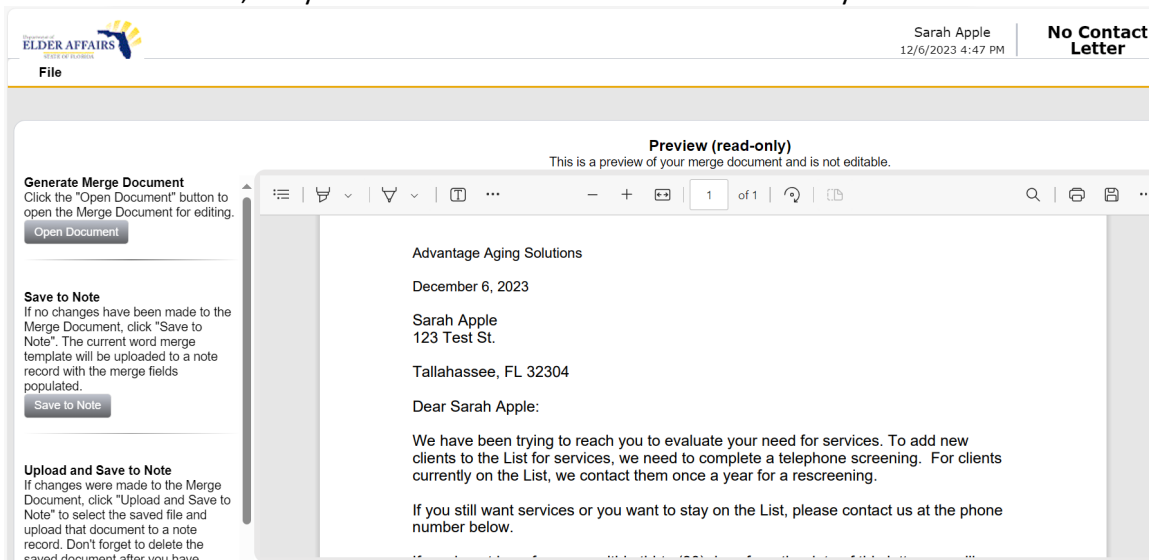 Sarah Apple
12/6/2023 4:47 PM
No Contact
Letter
Department of
ELDER AFFAIRS
STATE OF FLORIDA
File
Preview (read-only)
This is a preview of your merge document and is not editable.
Generate Merge Document
Click the "Open Document" button to
open the Merge Document for editing.
Open Document
Save to Note
If no changes have been made to the
Merge Document, click "Save to
Note". The current word merge
template will be uploaded to a note
record with the merge fields
populated.
Save to Note
Upload and Save to Note
If changes were made to the Merge
Document, click "Upload and Save to
Note" to select the saved file and
upload that document to a note
record. Don't forget to delete the
saved document after you have
1 of 1
Advantage Aging Solutions
December 6, 2023
Sarah Apple
123 Test St.
Tallahassee, FL 32304
Dear Sarah Apple:
We have been trying to reach you to evaluate your need for services. To add new
clients to the List for services, we need to complete a telephone screening. For clients
currently on the List, we contact them once a year for a rescreening.
If you still want services or you want to stay on the List, please contact us at the phone
number below.